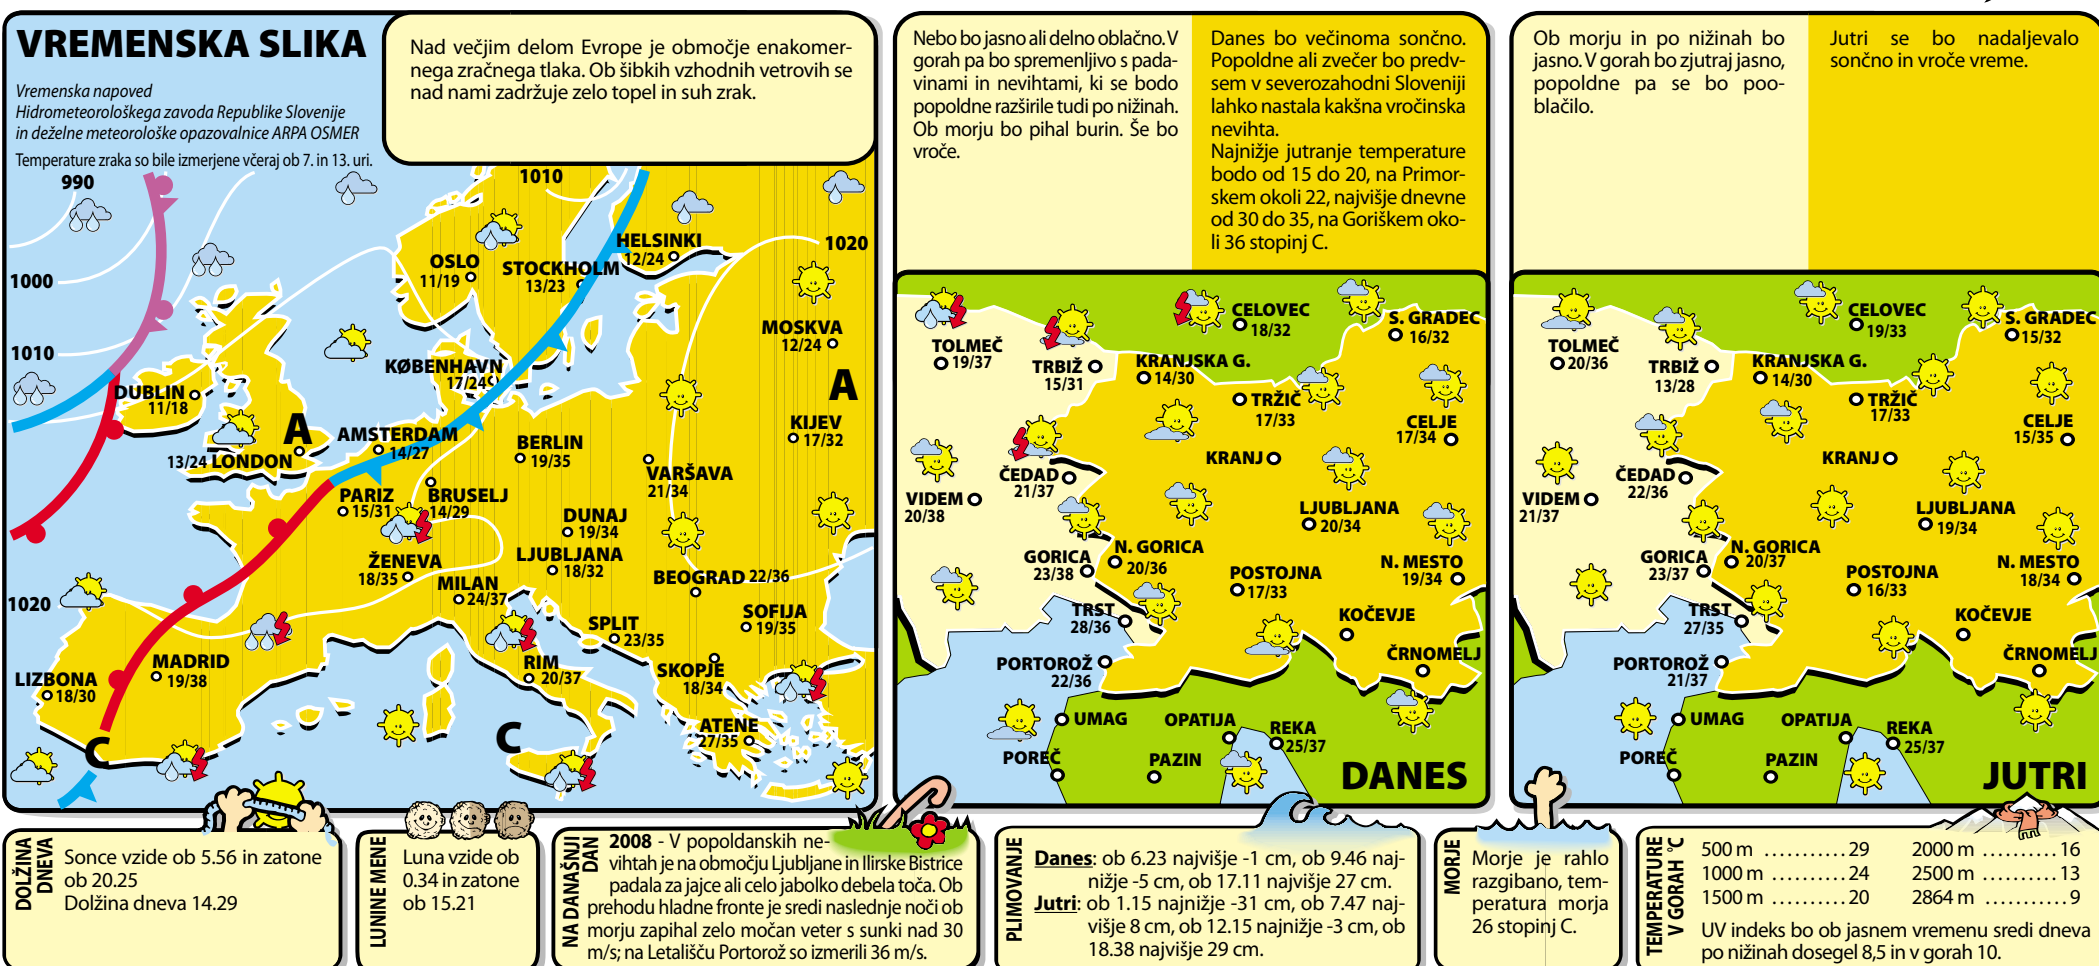 VREMENSKA SLIKA
Vremenska napoved
Hidrometeorološkega zavoda Republike Slovenije
in deželne meteorološke opazovalnice ARPA OSMER
Temperature zraka so bile izmerjene včeraj ob 7. in 13. uri.
Nad večjim delom Evrope je območje enakomer-
nega zračnega tlaka. Ob šibkih vzhodnih vetrovih se
nad nami zadržuje zelo topel in suh zrak.
990
1010
1020
1000
1010
1020
HELSINKI
12/24
OSLO
11/19
STOCKHOLM
13/23
MOSKVA
12/24
KØBENHAVN
17/24
DUBLIN
11/18
A
A
AMSTERDAM
14/27
13/24 LONDON
BERLIN
19/35
KIJEV
17/32
VARŠAVA
21/34
PARIZ
15/31
BRUSELJ
14/29
DUNAJ
19/34
ŽENEVA
18/35
LJUBLJANA
18/32
MILAN
24/37
BEOGRAD 22/36
SOFIJA
19/35
SPLIT
23/35
MADRID
19/38
LIZBONA
18/30
RIM
20/37
SKOPJE
18/34
ATENE
27/35
C
C
Nebo bo jasno ali delno oblačno. V
gorah pa bo spremenljivo s pada-
vinami in nevihtami, ki se bodo
popoldne razširile tudi po nižinah.
Ob morju bo pihal burin. Še bo
vroče.
Danes bo večinoma sončno.
Popoldne ali zvečer bo predv-
sem v severozahodni Sloveniji
lahko nastala kakšna vročinska
nevihta.
Najnižje jutranje temperature
bodo od 15 do 20, na Primor-
skem okoli 22, najvišje dnevne
od 30 do 35, na Goriškem oko-
li 36 stopinj C.
CELOVEC
18/32
S. GRADEC
16/32
TOLMEČ
19/37
TRBIŽ
15/31
KRANJSKA G.
14/30
TRŽIČ
17/33
CELJE
17/34
KRANJ
ČEDAD
21/37
VIDEM
20/38
LJUBLJANA
20/34
GORICA
23/38
N. GORICA
20/36
POSTOJNA
17/33
N. MESTO
19/34
TRST
28/36
KOČEVJE
PORTOROŽ
22/36
ČRNOMELJ
UMAG
OPATIJA
REKA
25/37
POREČ
PAZIN
DANES
Ob morju in po nižinah bo
jasno. V gorah bo zjutraj jasno,
popoldne pa se bo poo-
blačilo.
Jutri se bo nadaljevalo
sončno in vroče vreme.
CELOVEC
19/33
S. GRADEC
15/32
TOLMEČ
20/36
TRBIŽ
13/28
KRANJSKA G.
14/30
TRŽIČ
17/33
CELJE
15/35
KRANJ
ČEDAD
22/36
VIDEM
21/37
LJUBLJANA
19/34
GORICA
23/37
N. GORICA
20/37
POSTOJNA
16/33
N. MESTO
18/34
TRST
27/35
KOČEVJE
PORTOROŽ
21/37
ČRNOMELJ
UMAG
OPATIJA
REKA
25/37
POREČ
PAZIN
JUTRI
DOLŽINA
DNEVA
Sonce vzide ob 5.56 in zatone
ob 20.25
Dolžina dneva 14.29
LUNINE MENE
Luna vzide ob
0.34 in zatone
ob 15.21
NA DANAŠNJI
DAN
2008 - V popoldanskih ne-
vihtah je na območju Ljubljane in Ilirske Bistrice
padala za jajce ali celo jabolko debela toča. Ob
prehodu hladne fronte je sredi naslednje noči ob
morju zapihal zelo močan veter s sunki nad 30
m/s; na Letališču Portorož so izmerili 36 m/s.
PLIMOVANJE
Danes: ob 6.23 najvišje -1 cm, ob 9.46 naj-
nižje -5 cm, ob 17.11 najvišje 27 cm.
Jutri: ob 1.15 najnižje -31 cm, ob 7.47 naj-
višje 8 cm, ob 12.15 najnižje -3 cm, ob
18.38 najvišje 29 cm.
MORJE
Morje je rahlo
razgibano, tem-
peratura morja
26 stopinj C.
TEMPERATURE
V GORAH °C
500 m ........... 29
1000 m .......... 24
1500 m .......... 20
2000 m .......... 16
2500 m .......... 13
2864 m ............ 9
UV indeks bo ob jasnem vremenu sredi dneva
po nižinah dosegel 8,5 in v gorah 10.